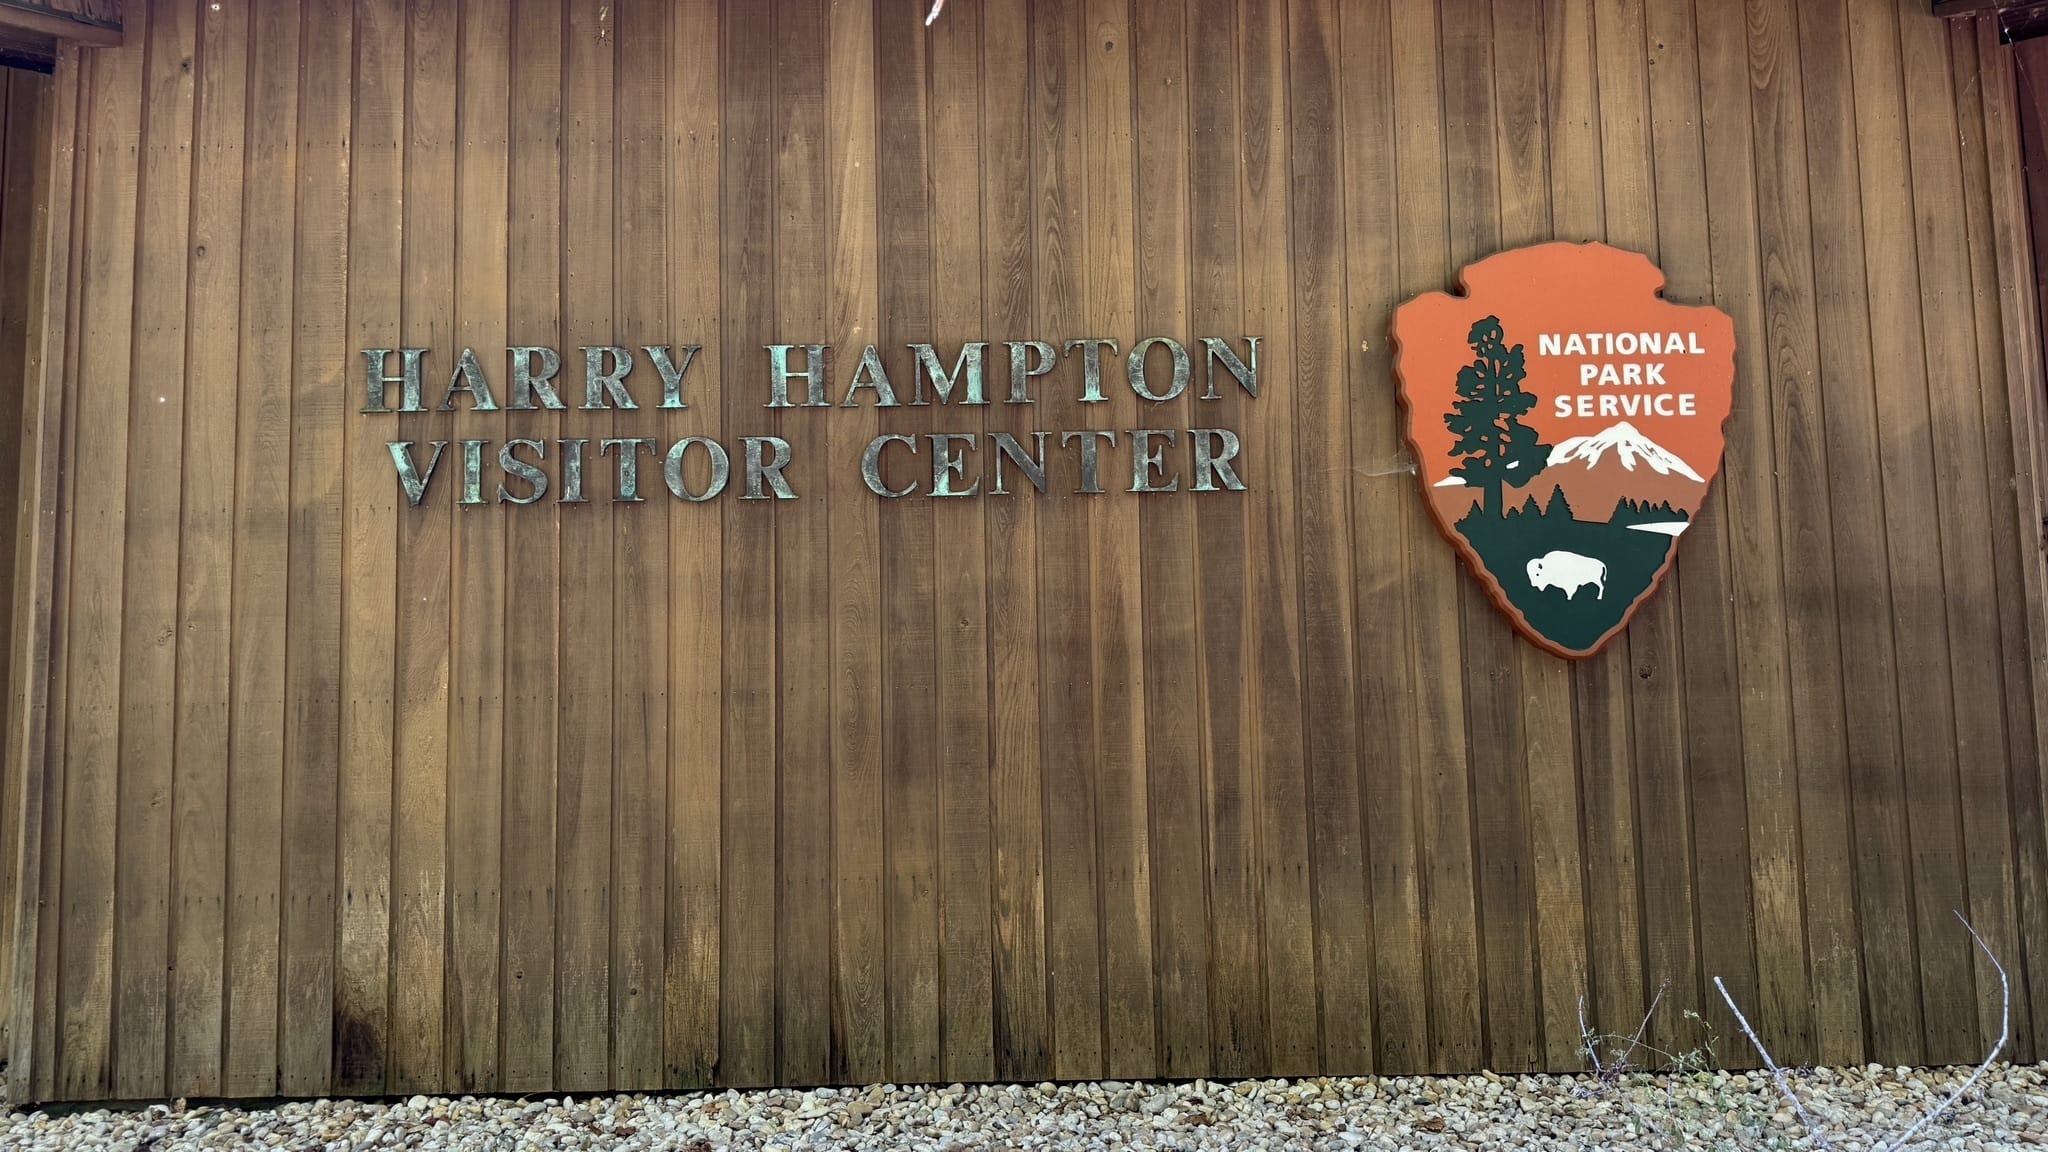 HARRY HAMPTON
VISITOR CENTER
NATIONAL
PARK
SERVICE